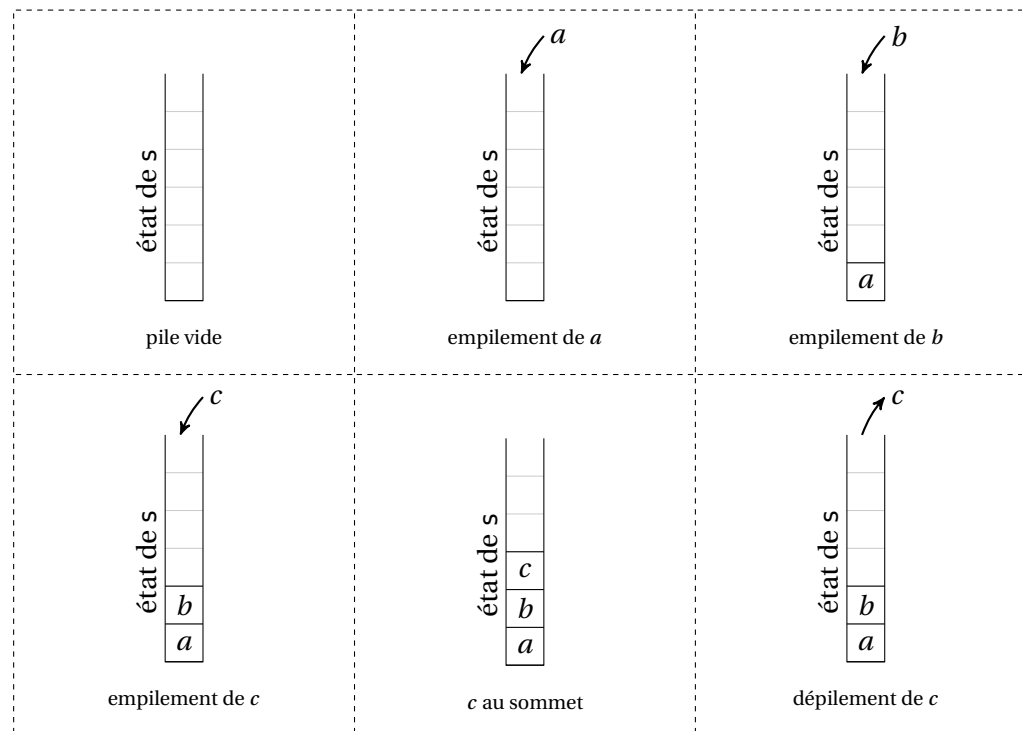 a
b
état de s
état de s
état de s
a
pile vide
empilement de a
empilement de b
c
c
état de s
état de s
état de s
c
b
b
b
a
a
a
empilement de c
c au sommet
dépilement de c